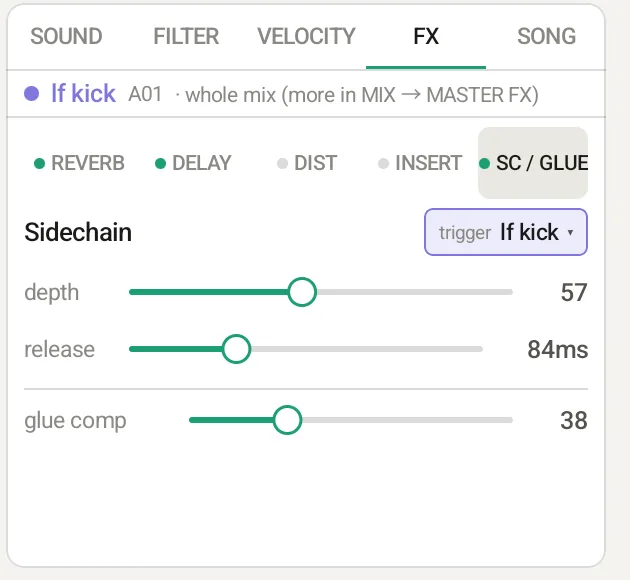 SOUND FILTER VELOCITY FX SONG
lf kick A01 · whole mix (more in MIX → MASTER FX)
REVERB DELAY DIST INSERT SC / GLUE
Sidechain trigger lf kick ▾
depth 57
release 84ms
glue comp 38